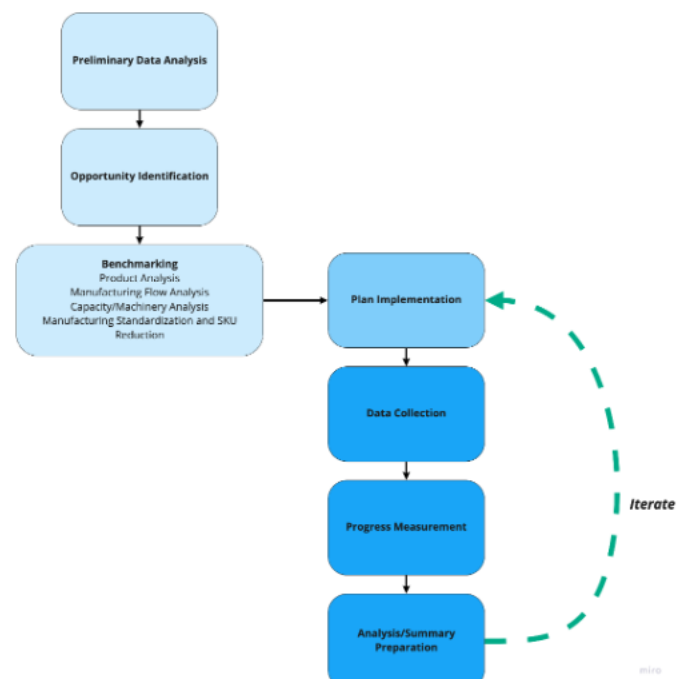 Preliminary Data Analysis
Opportunity Identification
Benchmarking
Product Analysis
Manufacturing Flow Analysis
Capacity/Machinery Analysis
Manufacturing Standardization and SKU
Reduction
Plan Implementation
Data Collection
Progress Measurement
Analysis/Summary
Preparation
Iterate
miro